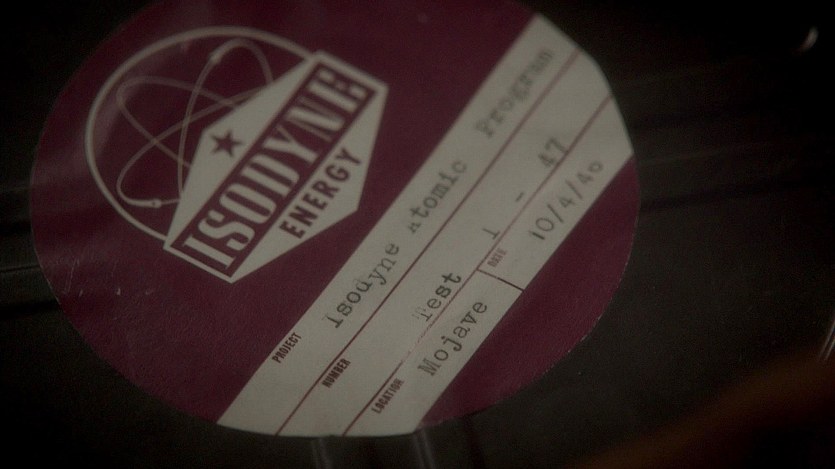 ISODYNE
ENERGY
PROJECT Isodyne Atomic Program
NUMBER Test 1 - 47
LOCATION Mojave DATE 10/4/46